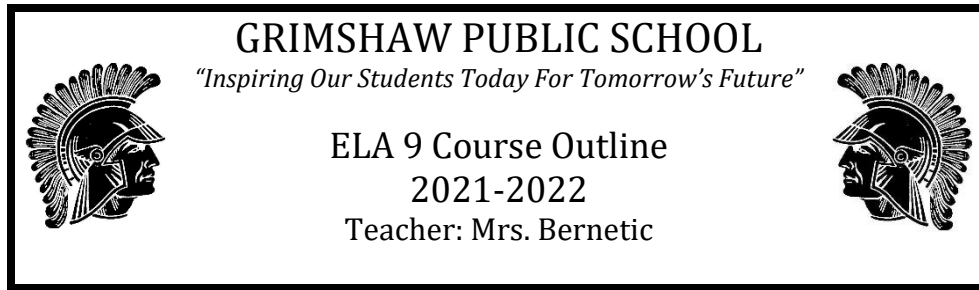 GRIMSHAW PUBLIC SCHOOL
“Inspiring Our Students Today For Tomorrow’s Future”
ELA 9 Course Outline
2021-2022
Teacher: Mrs. Bernetic